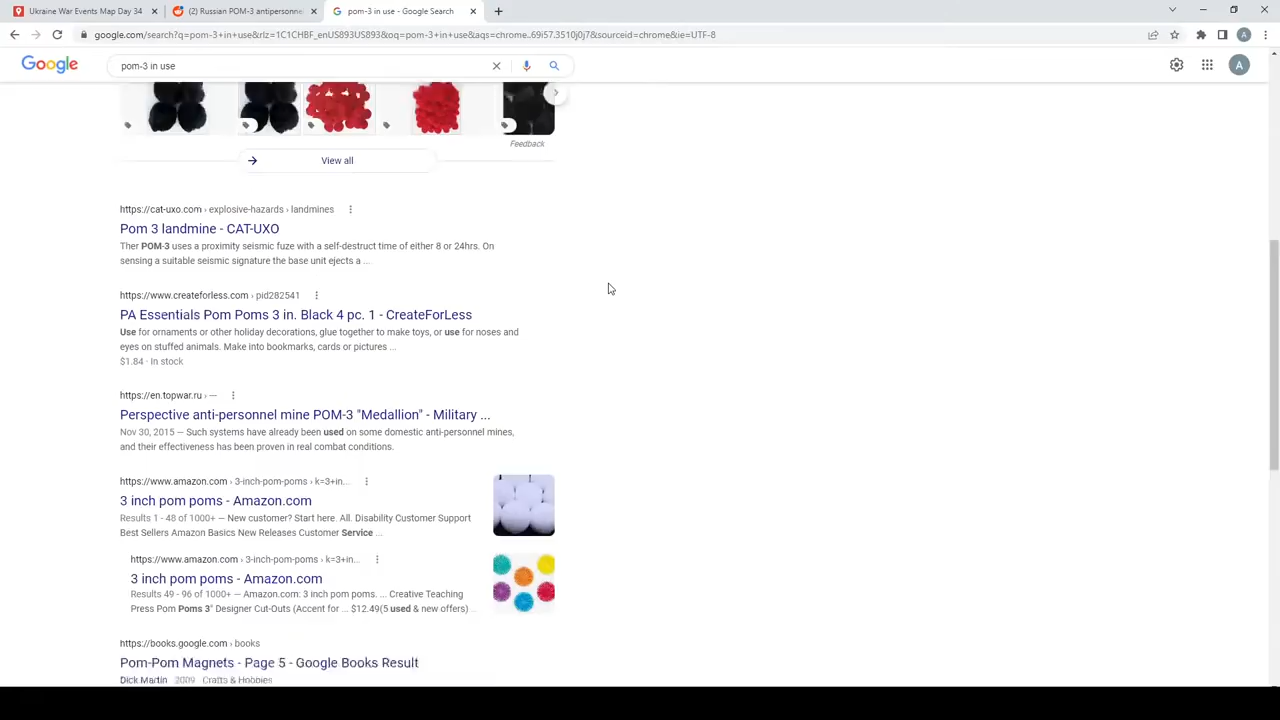 Ukraine War Events Map Day 34
(2) Russian POM-3 antipersonnel
pom-3 in use - Google Search
google.com/search?q=pom-3+in+use&rlz=1C1CHBF_enUS893US893&oq=pom-3+in+use&aqs=chrome..69i57.3510j0j7&sourceid=chrome&ie=UTF-8
A
Google
pom-3 in use
A
Feedback
View all
https://cat-uxo.com › explosive-hazards › landmines
Pom 3 landmine - CAT-UXO
Ther POM-3 uses a proximity seismic fuze with a self-destruct time of either 8 or 24hrs. On
sensing a suitable seismic signature the base unit ejects a ...
https://www.createforless.com › pid282541
PA Essentials Pom Poms 3 in. Black 4 pc. 1 - CreateForLess
Use for ornaments or other holiday decorations, glue together to make toys, or use for noses and
eyes on stuffed animals. Make into bookmarks, cards or pictures ...
$1.84 · In stock
https://en.topwar.ru › ...
Perspective anti-personnel mine POM-3 "Medallion" - Military ...
Nov 30, 2015 — Such systems have already been used on some domestic anti-personnel mines,
and their effectiveness has been proven in real combat conditions.
https://www.amazon.com › 3-inch-pom-poms › k=3+in...
3 inch pom poms - Amazon.com
Results 1 - 48 of 1000+ — New customer? Start here. All. Disability Customer Support
Best Sellers Amazon Basics New Releases Customer Service ...
https://www.amazon.com › 3-inch-pom-poms › k=3+in...
3 inch pom poms - Amazon.com
Results 49 - 96 of 1000+ — Amazon.com: 3 inch pom poms. ... Creative Teaching
Press Pom Poms 3" Designer Cut-Outs (Accent for ... $12.49(5 used & new offers) ...
https://books.google.com › books
Pom-Pom Magnets - Page 5 - Google Books Result
Dick Martin 2009 Crafts & Hobbies